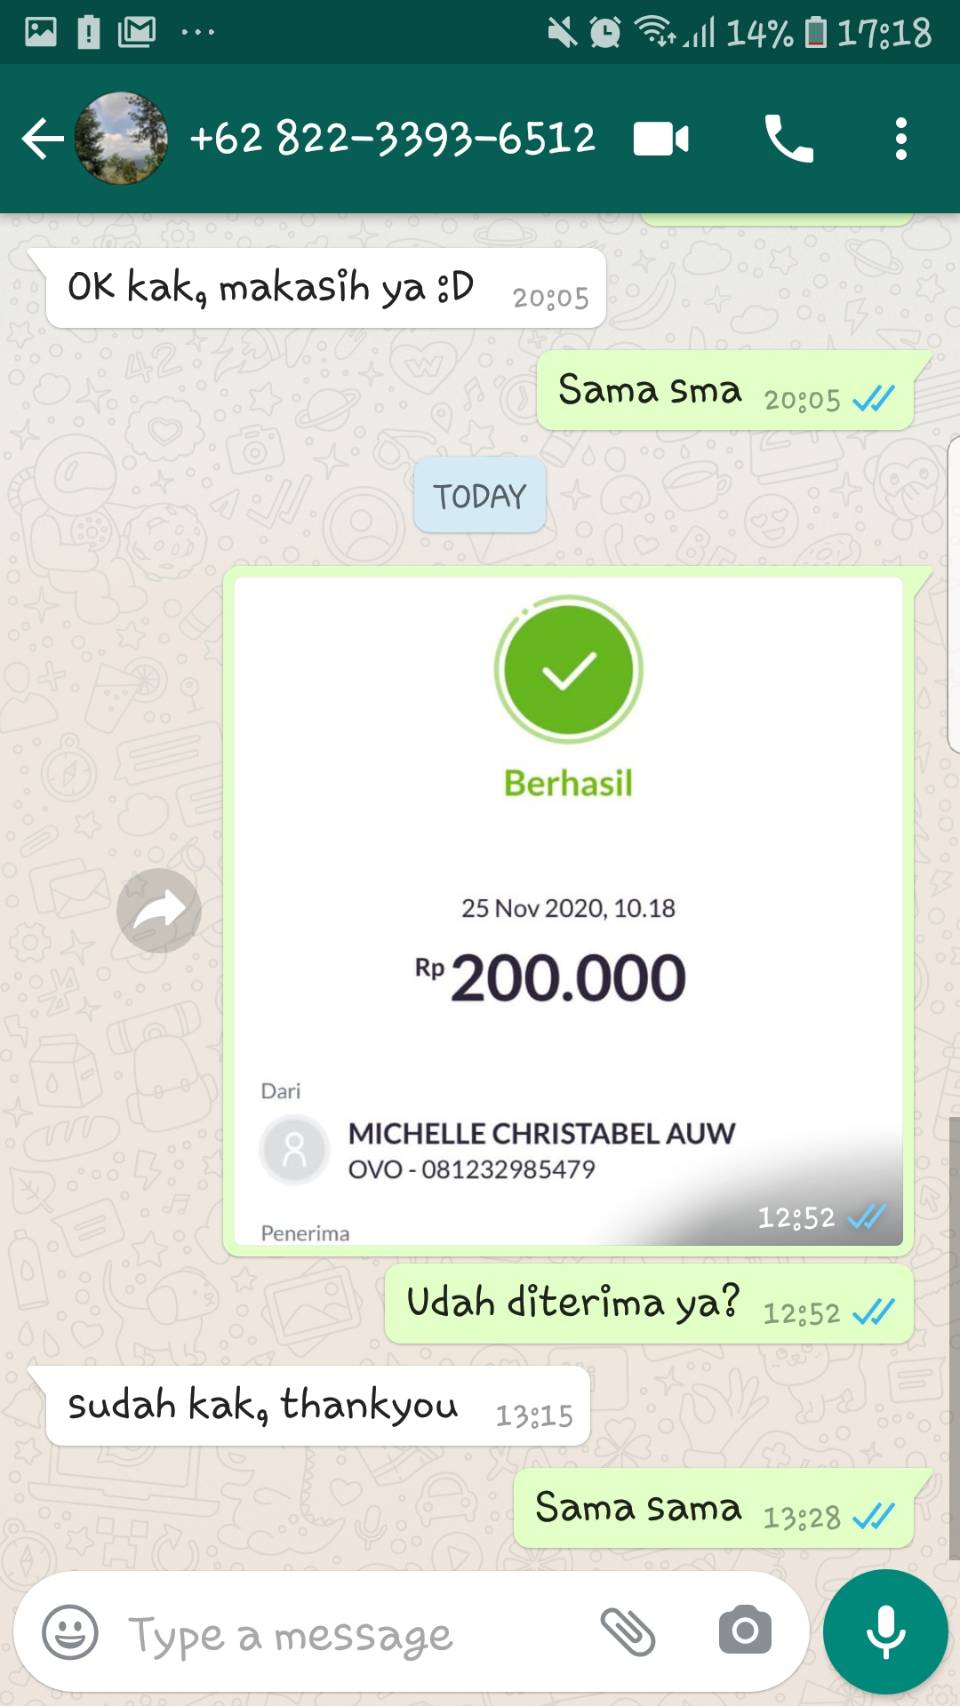 14% 17:18
+62 822-3393-6512
OK kak, makasih ya :D 20:05
Sama sma 20:05
TODAY
Berhasil
25 Nov 2020, 10.18
Rp 200.000
Dari
MICHELLE CHRISTABEL AUW
OVO - 081232985479
12:52
Penerima
Udah diterima ya? 12:52
sudah kak, thankyou 13:15
Sama sama 13:28
Type a message